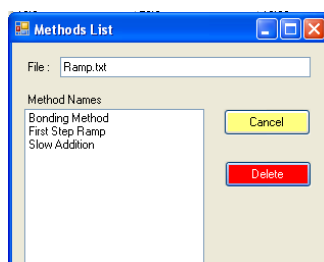 Methods List
File : Ramp.txt
Method Names
Bonding Method
First Step Ramp
Slow Addition
Cancel
Delete